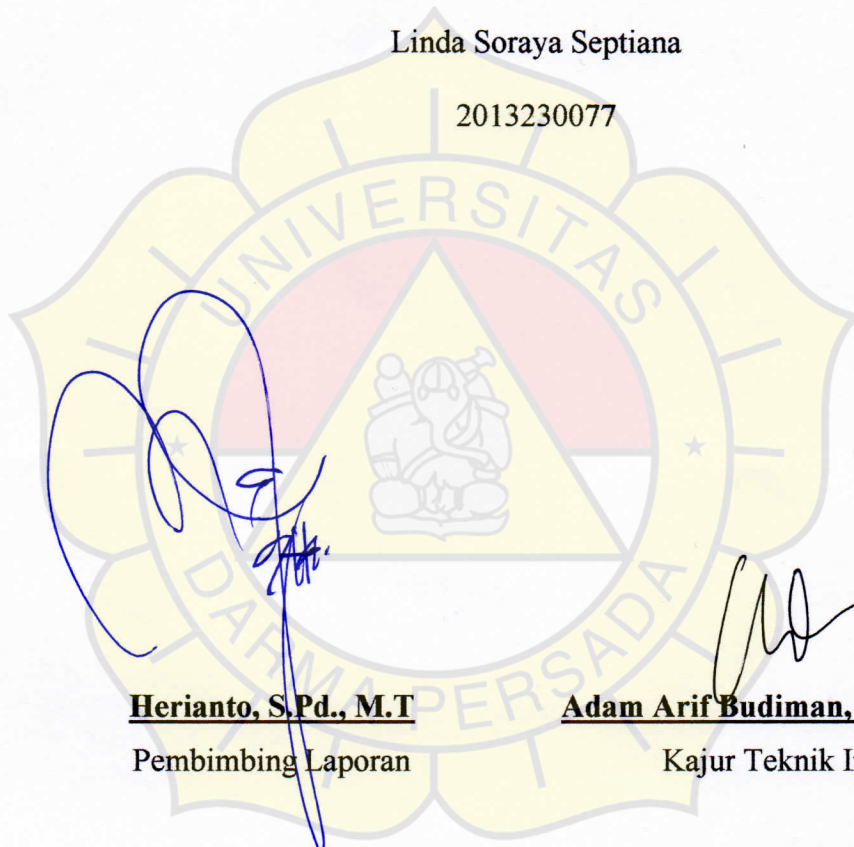 Linda Soraya Septiana
2013230077
UNIVERSITAS
DARMA PERSADA
Herianto, S.Pd., M.T
Adam Arif Budiman,
Pembimbing Laporan
Kajur Teknik